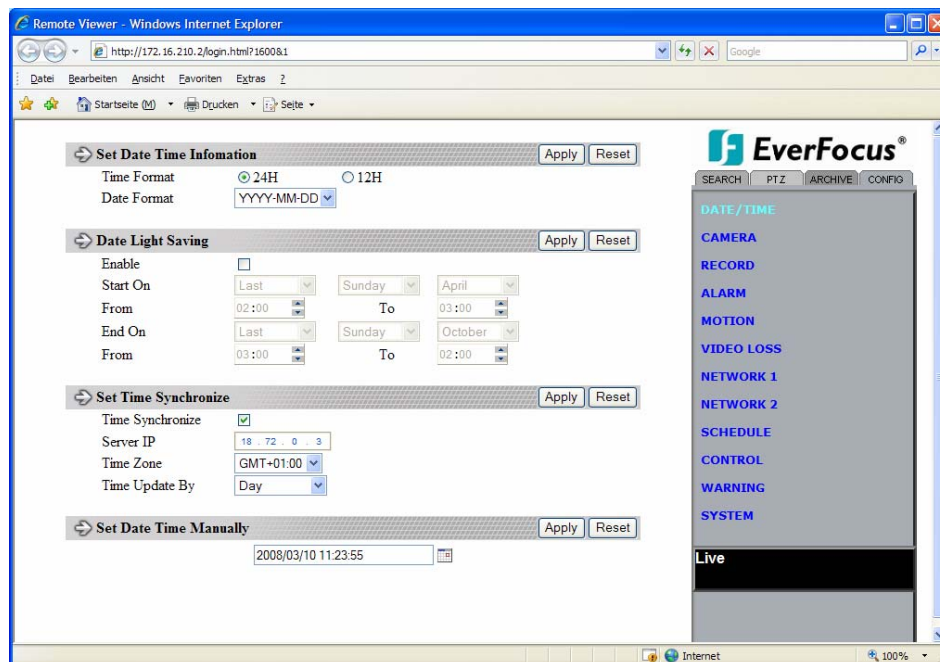 Remote Viewer - Windows Internet Explorer
http://172.16.210.2/login.html?1600&1
Google
Datei Bearbeiten Ansicht Favoriten Extras ?
Startseite (M) Drucken Seite
Set Date Time Infomation Apply Reset
Time Format 24H 12H
Date Format YYYY-MM-DD
Date Light Saving Apply Reset
Enable
Start On Last Sunday April
From 02:00 To 03:00
End On Last Sunday October
From 03:00 To 02:00
Set Time Synchronize Apply Reset
Time Synchronize
Server IP 18 . 72 . 0 . 3
Time Zone GMT+01:00
Time Update By Day
Set Date Time Manually Apply Reset
2008/03/10 11:23:55
EverFocus®
SEARCH PTZ ARCHIVE CONFIG
DATE/TIME
CAMERA
RECORD
ALARM
MOTION
VIDEO LOSS
NETWORK 1
NETWORK 2
SCHEDULE
CONTROL
WARNING
SYSTEM
Live
Internet 100%